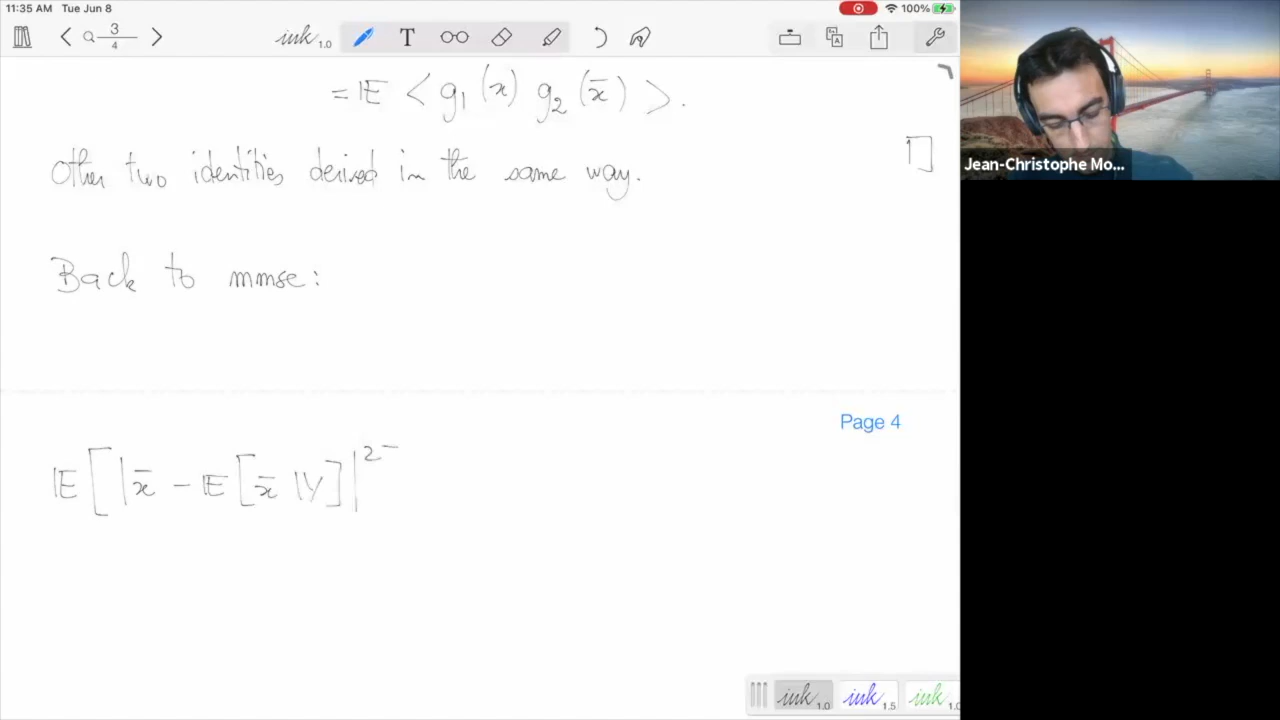 11:35 AM Tue Jun 8
100%
3
4
ink 1.0
T
= 𝔼 < g₁(x) g₂(x̄) >.
Other two identities derived in the same way.
Back to mmse:
Page 4
𝔼[|x̄ - 𝔼[x̄ |Y]|²
ink 1.0 ink 1.5 ink 1.0
Jean-Christophe Mo...